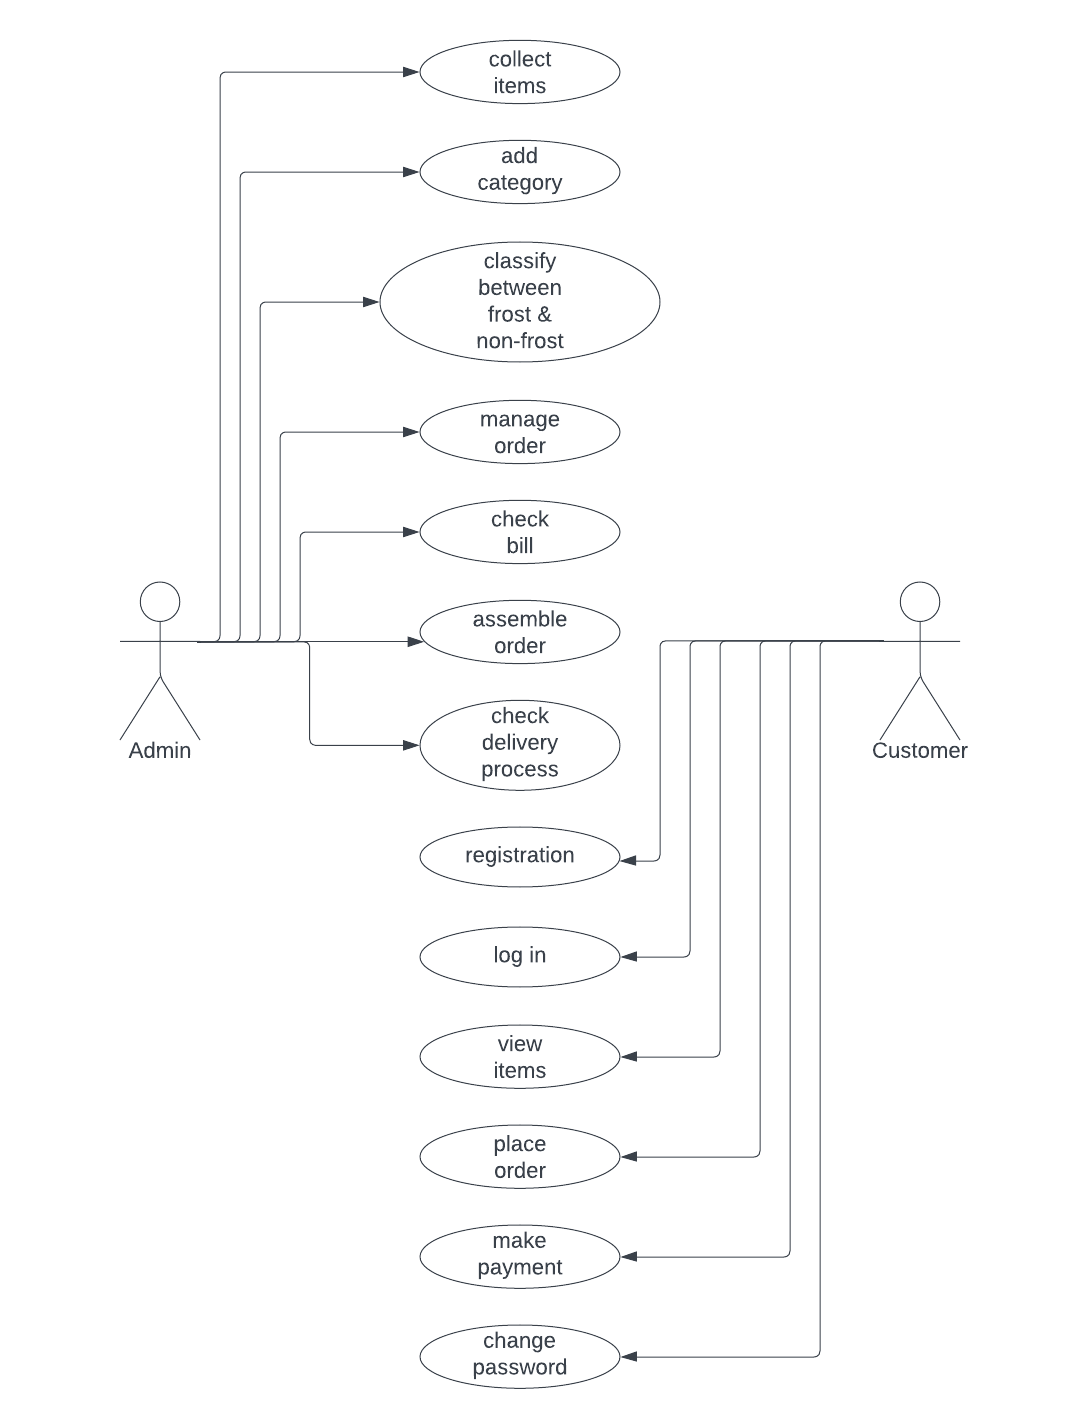 collect
items
add
category
classify
between
frost &
non-frost
manage
order
check
bill
assemble
order
check
delivery
process
Admin
Customer
registration
log in
view
items
place
order
make
payment
change
password